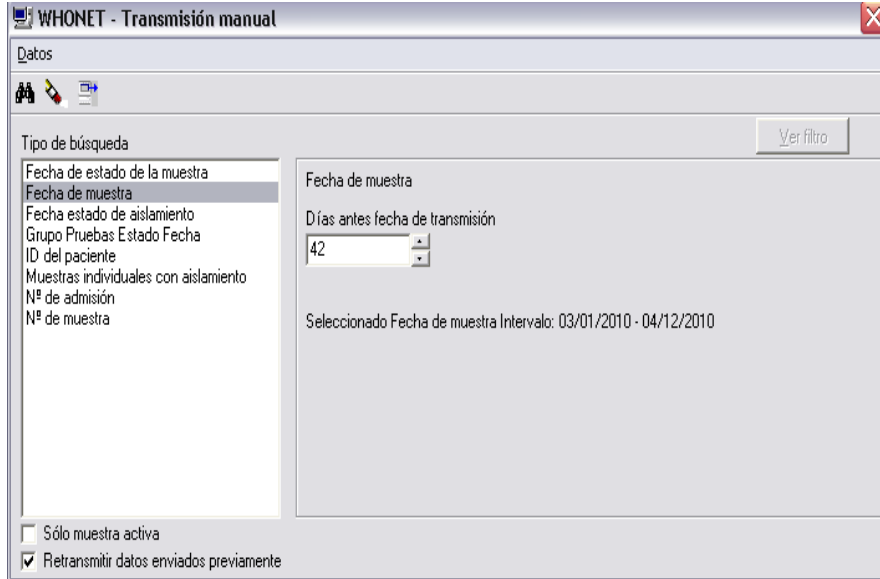 WHONET - Transmisión manual
Datos
Ver filtro
Tipo de búsqueda
Fecha de estado de la muestra
Fecha de muestra
Fecha estado de aislamiento
Grupo Pruebas Estado Fecha
ID del paciente
Muestras individuales con aislamiento
Nº de admisión
Nº de muestra
Fecha de muestra
Días antes fecha de transmisión
42
Seleccionado Fecha de muestra Intervalo: 03/01/2010 - 04/12/2010
Sólo muestra activa
Retransmitir datos enviados previamente